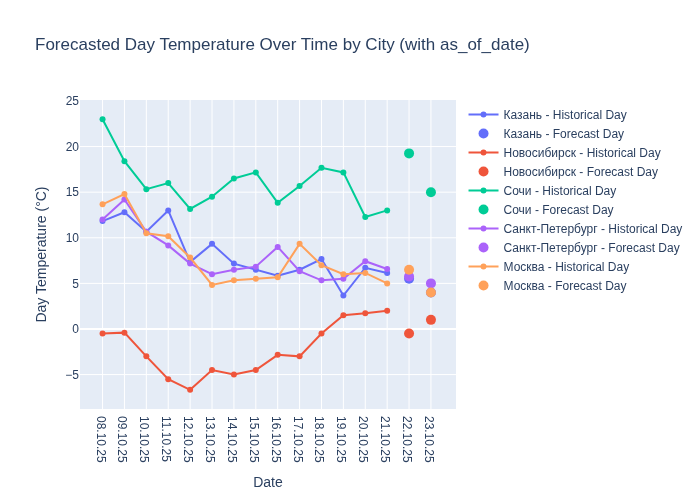 Forecasted Day Temperature Over Time by City (with as_of_date)
25
20
15
10
5
0
−5
Day Temperature (°C)
08.10.25
09.10.25
10.10.25
11.10.25
12.10.25
13.10.25
14.10.25
15.10.25
16.10.25
17.10.25
18.10.25
19.10.25
20.10.25
21.10.25
22.10.25
23.10.25
Date
Казань - Historical Day
Казань - Forecast Day
Новосибирск - Historical Day
Новосибирск - Forecast Day
Сочи - Historical Day
Сочи - Forecast Day
Санкт-Петербург - Historical Day
Санкт-Петербург - Forecast Day
Москва - Historical Day
Москва - Forecast Day